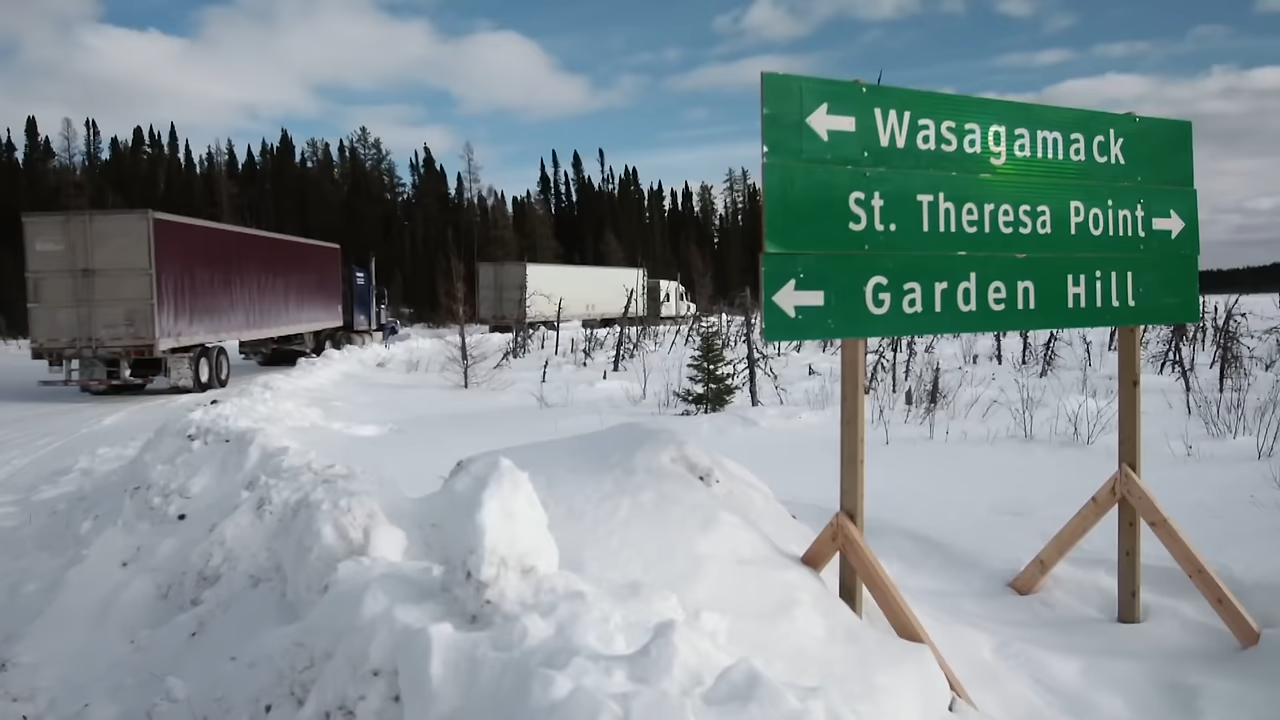 ← Wasagamack
St. Theresa Point →
← Garden Hill